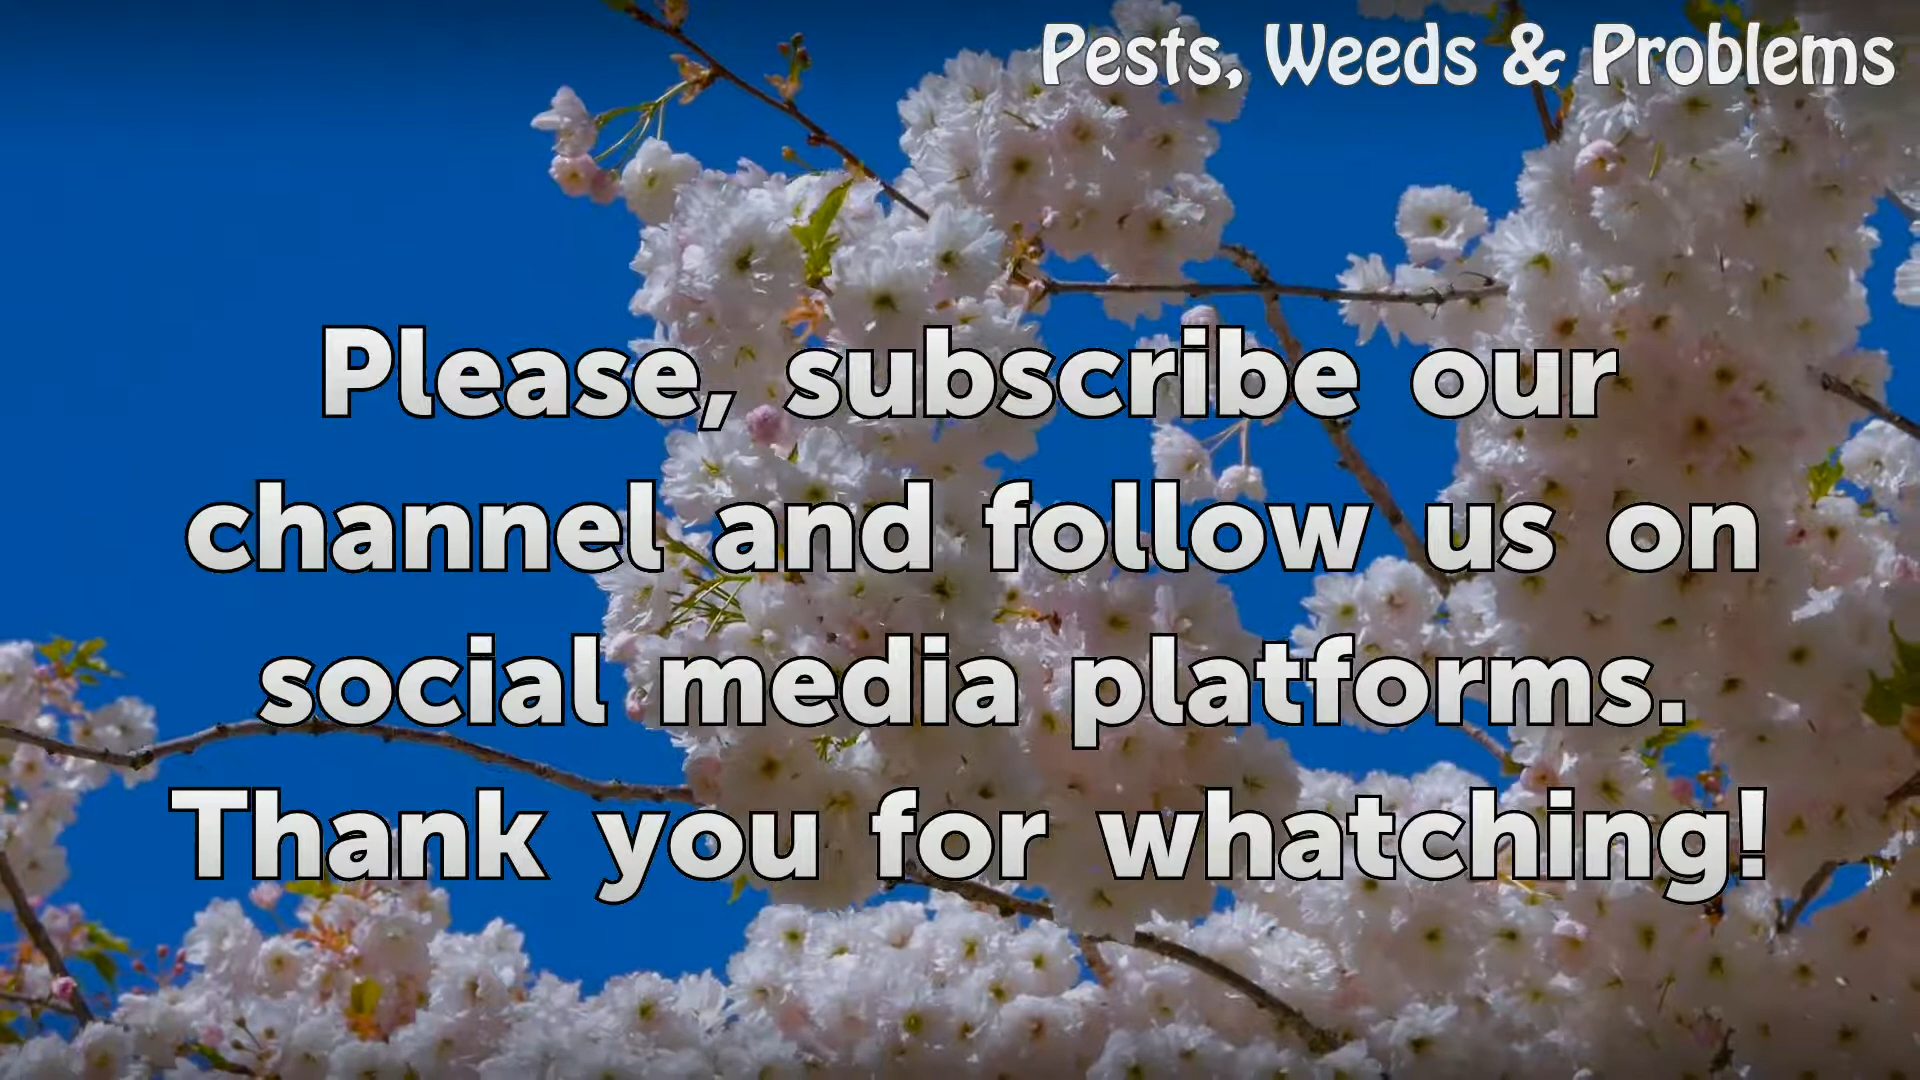 Pests, Weeds & Problems
Please, subscribe our
channel and follow us on
social media platforms.
Thank you for whatching!